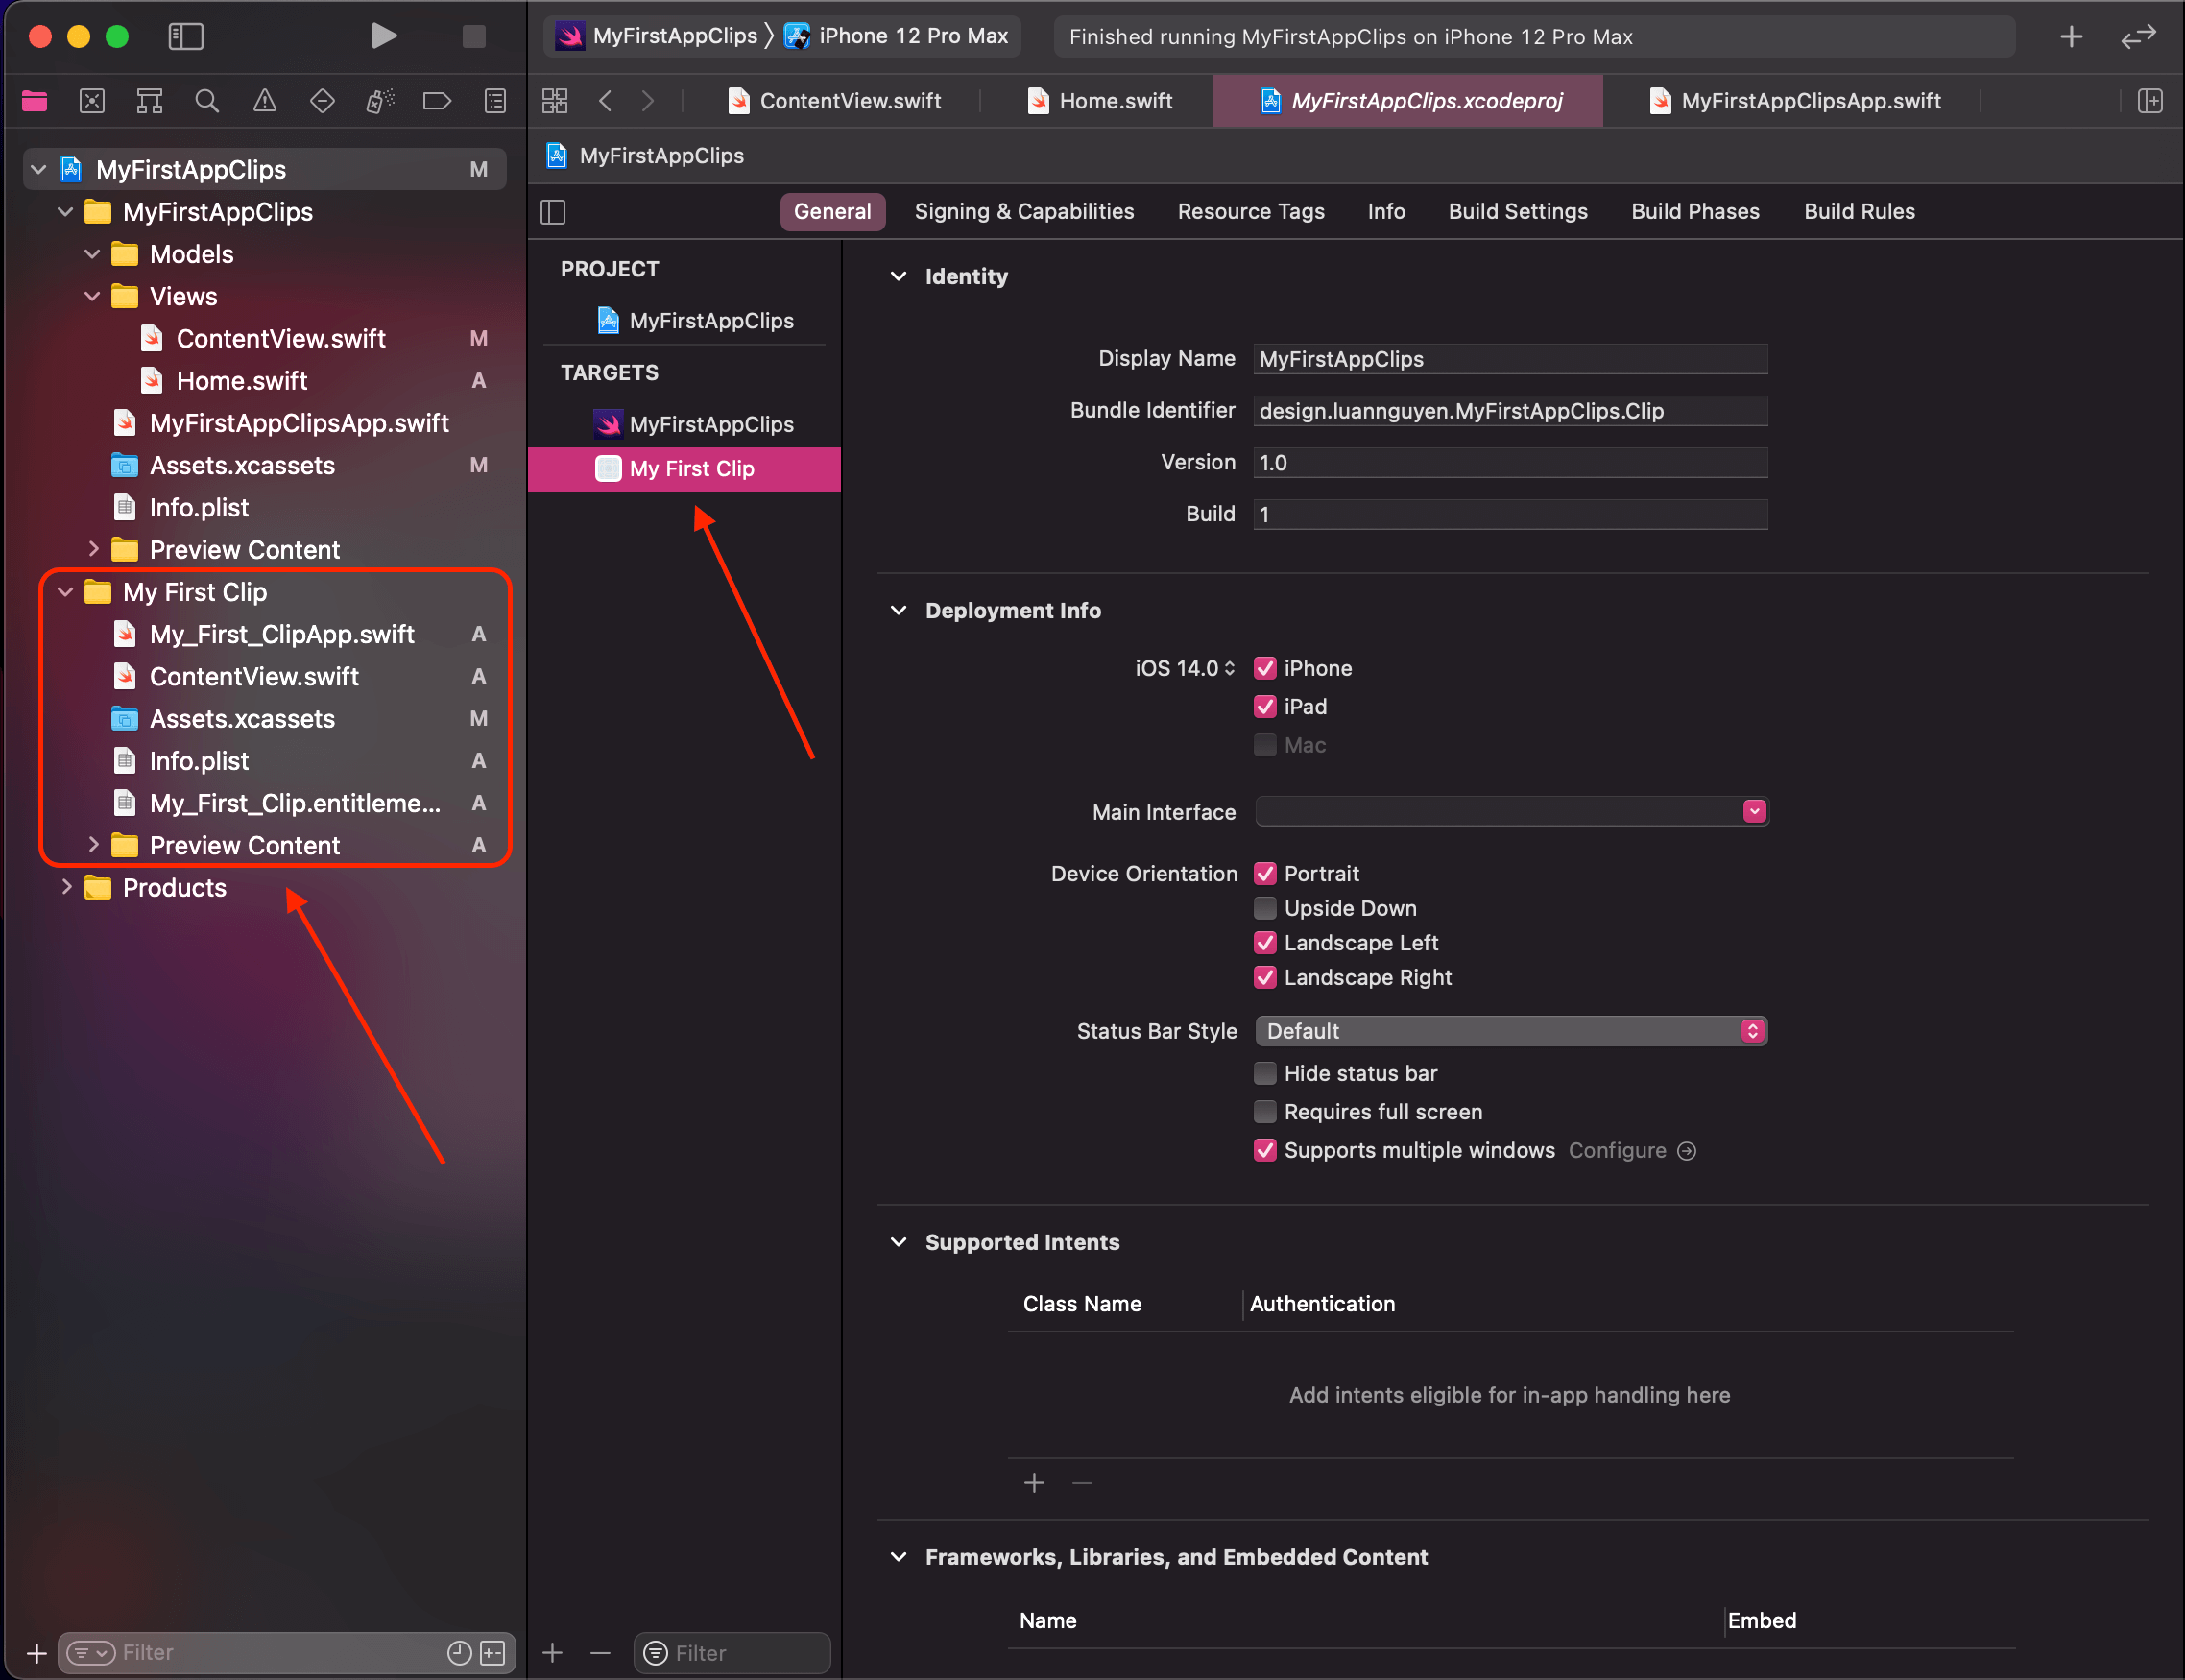 MyFirstAppClips 〉 iPhone 12 Pro Max
Finished running MyFirstAppClips on iPhone 12 Pro Max
ContentView.swift
Home.swift
MyFirstAppClips.xcodeproj
MyFirstAppClipsApp.swift
MyFirstAppClips
MyFirstAppClips M
MyFirstAppClips
Models
Views
ContentView.swift M
Home.swift A
MyFirstAppClipsApp.swift
Assets.xcassets M
Info.plist
Preview Content
My First Clip
My_First_ClipApp.swift A
ContentView.swift A
Assets.xcassets M
Info.plist A
My_First_Clip.entitleme... A
Preview Content A
Products
Filter
General
Signing & Capabilities
Resource Tags
Info
Build Settings
Build Phases
Build Rules
PROJECT
MyFirstAppClips
TARGETS
MyFirstAppClips
My First Clip
Filter
Identity
Display Name MyFirstAppClips
Bundle Identifier design.luannguyen.MyFirstAppClips.Clip
Version 1.0
Build 1
Deployment Info
iOS 14.0 iPhone
iPad
Mac
Main Interface
Device Orientation Portrait
Upside Down
Landscape Left
Landscape Right
Status Bar Style Default
Hide status bar
Requires full screen
Supports multiple windows Configure
Supported Intents
Class Name Authentication
Add intents eligible for in-app handling here
Frameworks, Libraries, and Embedded Content
Name Embed